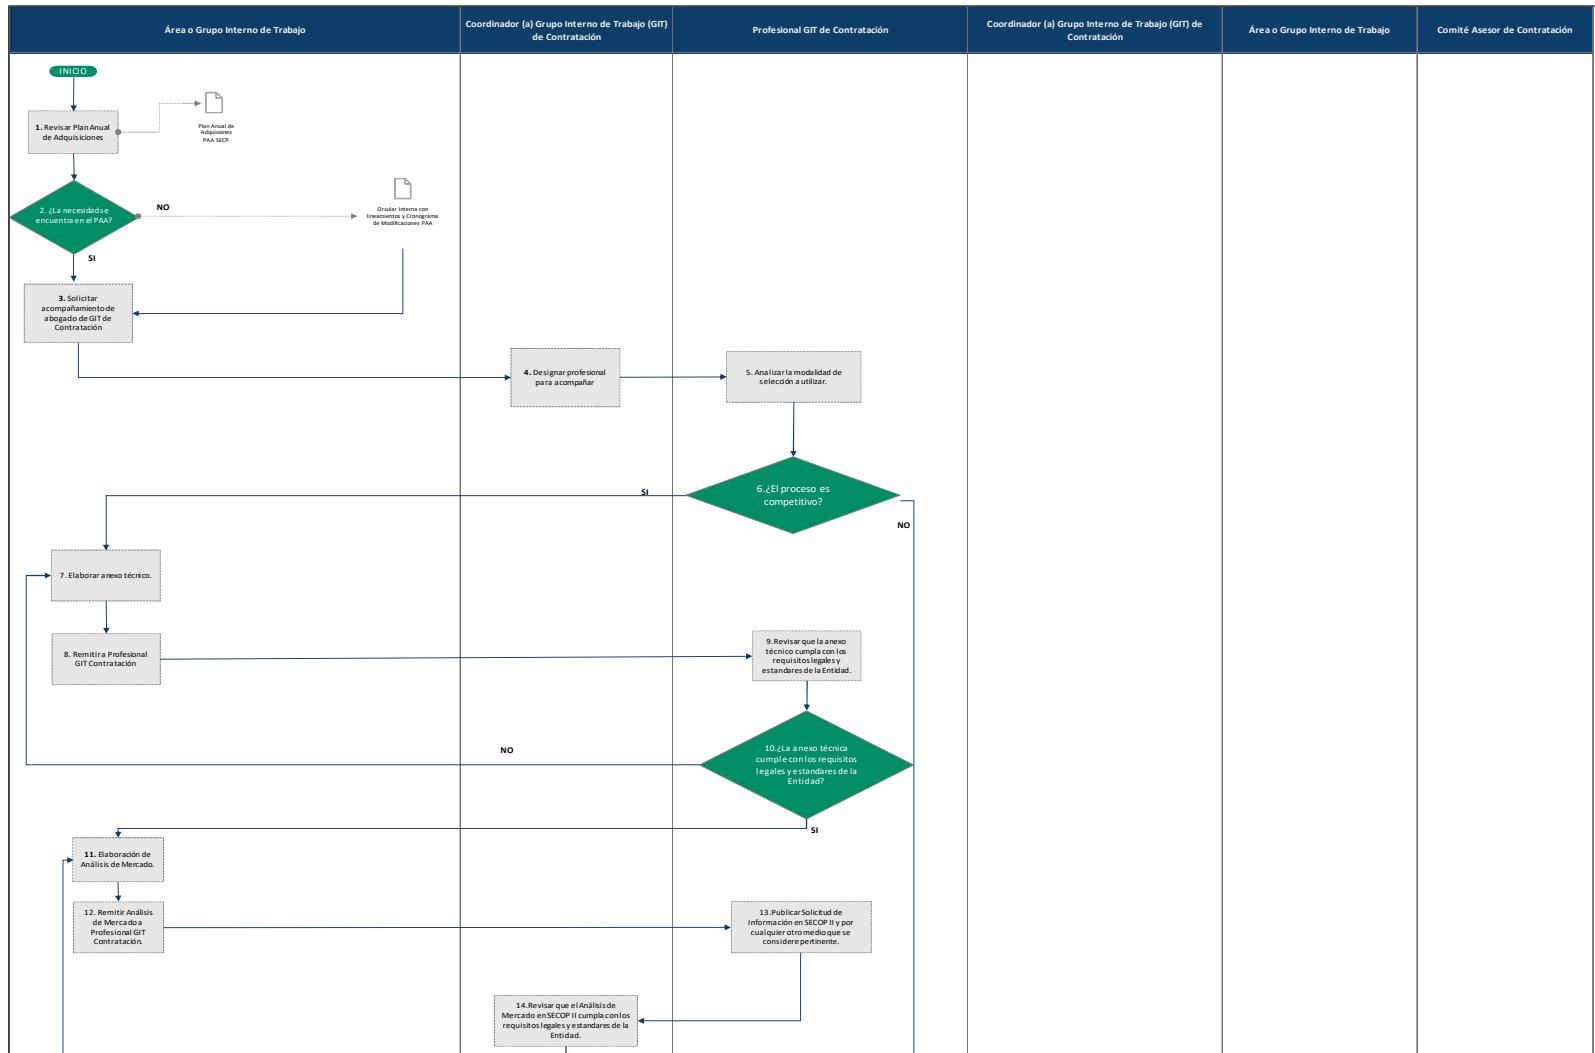 Área o Grupo Interno de Trabajo
Coordinador (a) Grupo Interno de Trabajo (GIT)
de Contratación
Profesional GIT de Contratación
Coordinador (a) Grupo Interno de Trabajo (GIT) de
Contratación
Área o Grupo Interno de Trabajo
Comité Asesor de Contratación
INICIO
1. Revisar Plan Anual
de Adquisiciones
Plan Anual de
Adquisiones
PAA SECP
2. ¿La necesidad se
encuentra en el PAA?
NO
Circular Interna con
lineamientos y Cronograma
de Modificaciones PAA
SI
3. Solicitar
acompañamiento de
abogado de GIT de
Contratación
4. Designar profesional
para acompañar
5. Analizar la modalidad de
selección a utilizar.
6.¿El proceso es
competitivo?
SI
NO
7. Elaborar anexo técnico.
8. Remitir a Profesional
GIT Contratación
9.Revisar que la anexo
técnico cumpla con los
requisitos legales y
estandares de la Entidad.
10.¿La anexo técnica
cumple con los requisitos
legales y estandares de la
Entidad?
NO
SI
11. Elaboración de
Análisis de Mercado.
12. Remitir Análisis
de Mercado a
Profesional GIT
Contratación.
13.Publicar Solicitud de
Información en SECOP II y por
cualquier otro medio que se
considere pertinente.
14.Revisar que el Análisis de
Mercado en SECOP II cumpla con los
requisitos legales y estandares de la
Entidad.